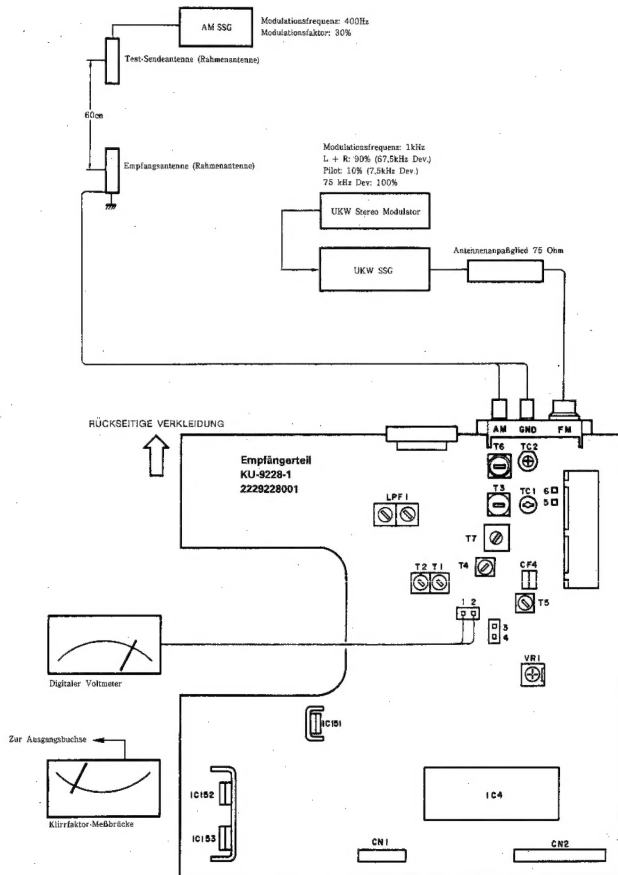 AM SSG
Modulationsfrequenz: 400Hz
Modulationsfaktor: 30%
Test-Sendeantenne (Rahmenantenne)
60cm
Empfangsantenne (Rahmenantenne)
Modulationsfrequenz: 1kHz
L + R: 90% (67,5kHz Dev.)
Pilot: 10% (7,5kHz Dev.)
75 kHz Dev: 100%
UKW Stereo Modulator
UKW SSG
Antennenanpaßglied 75 Ohm
RÜCKSEITIGE VERKLEIDUNG
AM GND FM
T6 TC2
Empfängerteil
KU-9228-1
2229228001
LPF1
T3 TC1 6
5
T7
T2 T1 T4 CF4
T5
1 2
3
4
VR1
Digitaler Voltmeter
IC151
Zur Ausgangsbuchse
IC152
IC4
IC153
Klirrfaktor-Meßbrücke
CN1
CN2